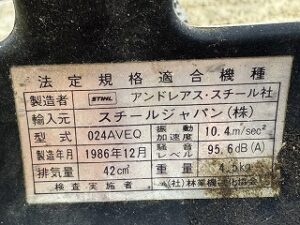 法定規格適合機種
製造者 STIHL アンドレアス・スチール社
輸入元 スチールジャパン(株)
型式 024AVEQ 振動加速度 10.4m/sec²
製造年月 1986年12月 騒音レベル 95.6dB(A)
排気量 42cm³ 重量 4.5kg
検査実施者 (社)林業機械化協会